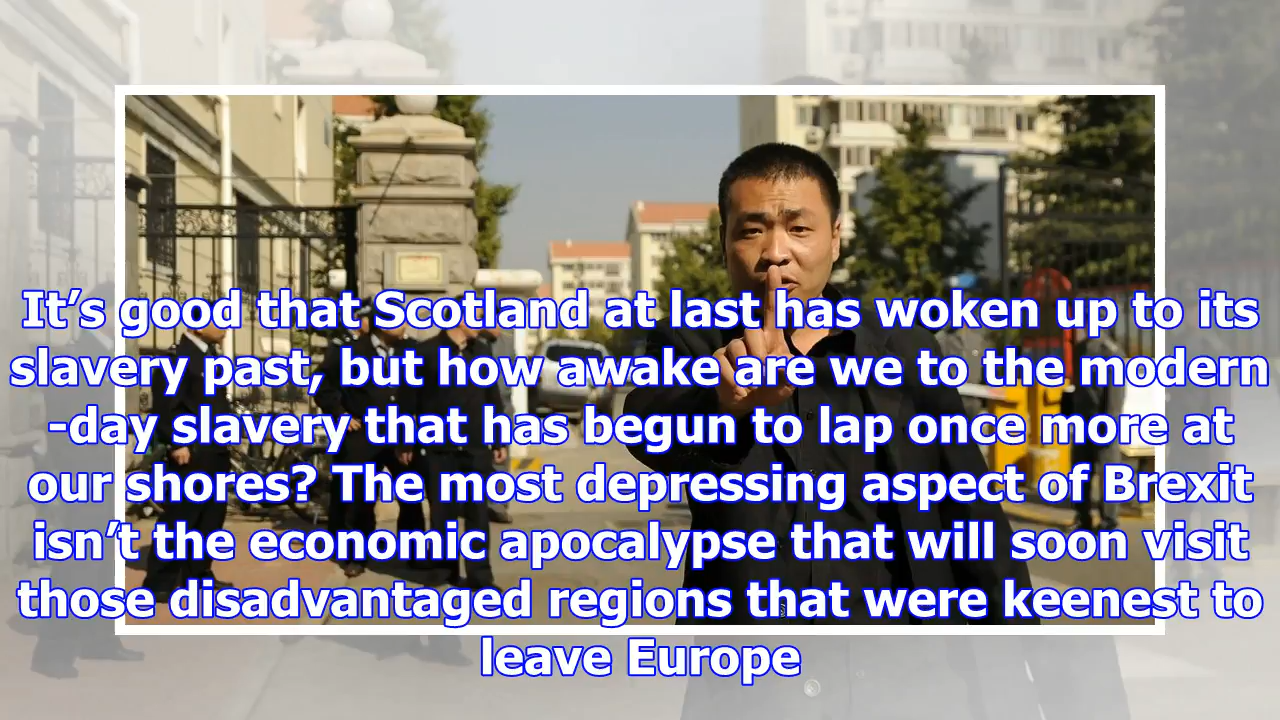 It’s good that Scotland at last has woken up to its
slavery past, but how awake are we to the modern
-day slavery that has begun to lap once more at
our shores? The most depressing aspect of Brexit
isn’t the economic apocalypse that will soon visit
those disadvantaged regions that were keenest to
leave Europe